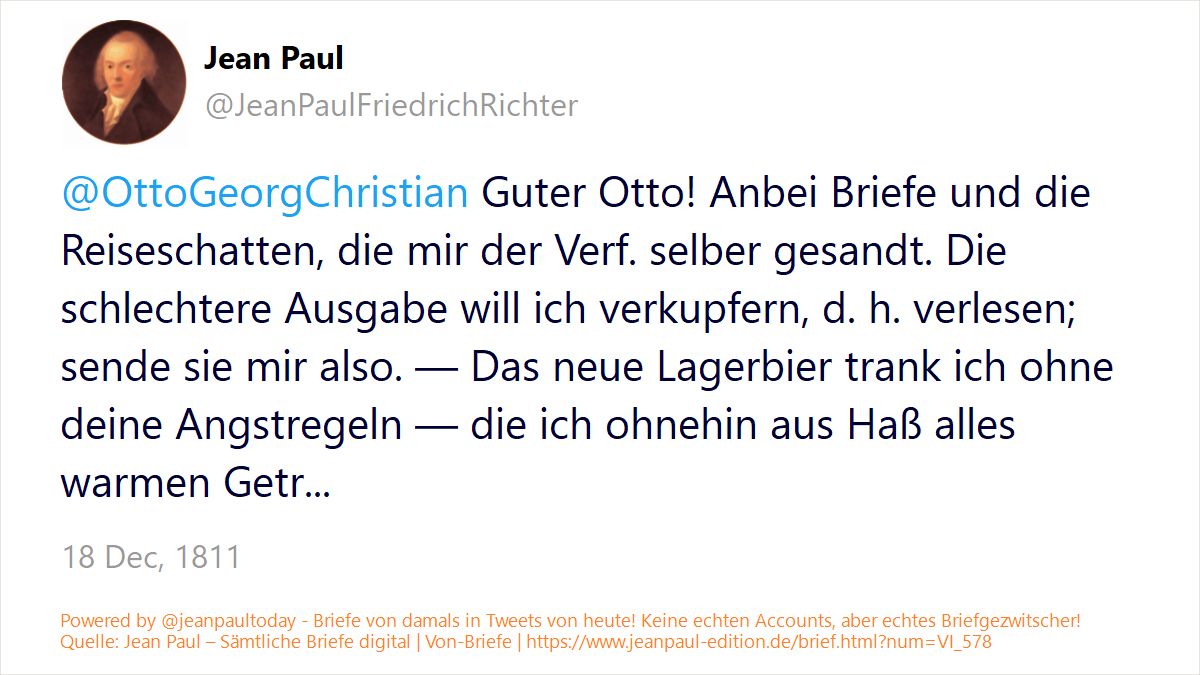 Jean Paul
@JeanPaulFriedrichRichter
@OttoGeorgChristian Guter Otto! Anbei Briefe und die
Reiseschatten, die mir der Verf. selber gesandt. Die
schlechtere Ausgabe will ich verkupfern, d. h. verlesen;
sende sie mir also. — Das neue Lagerbier trank ich ohne
deine Angstregeln — die ich ohnehin aus Haß alles
warmen Getr...
18 Dec, 1811
Powered by @jeanpaultoday - Briefe von damals in Tweets von heute! Keine echten Accounts, aber echtes Briefgezwitscher!
Quelle: Jean Paul – Sämtliche Briefe digital | Von-Briefe | https://www.jeanpaul-edition.de/brief.html?num=VI_578